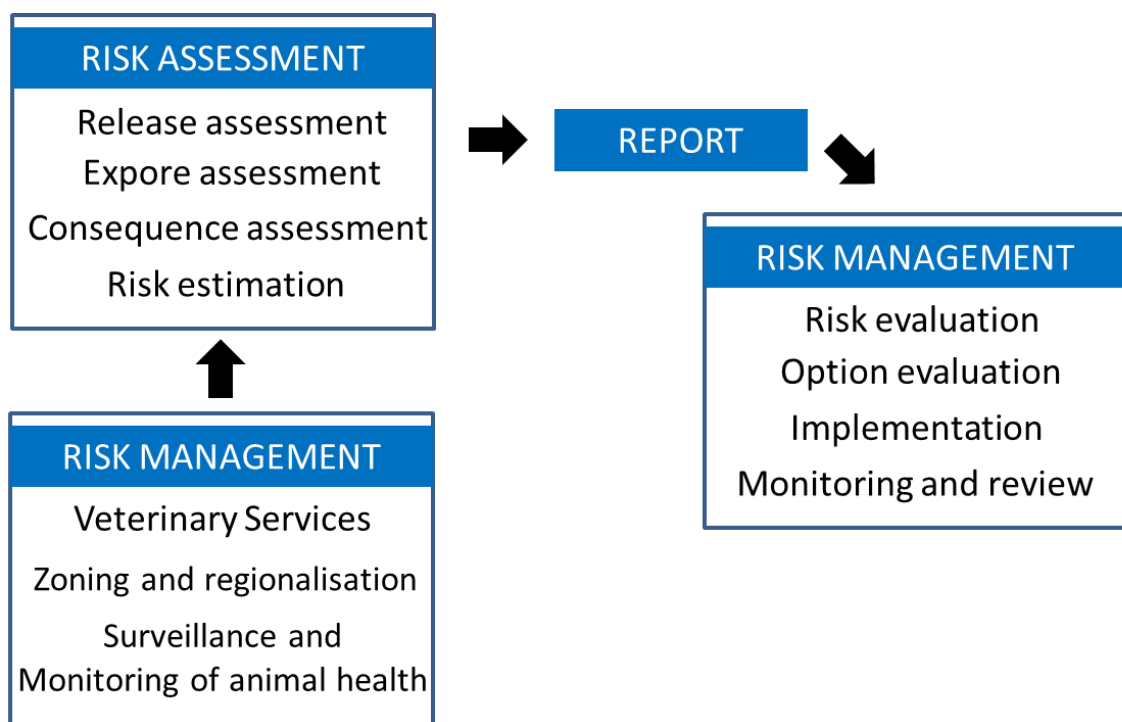 RISK ASSESSMENT
Release assessment
Expore assessment
Consequence assessment
Risk estimation
REPORT
RISK MANAGEMENT
Risk evaluation
Option evaluation
Implementation
Monitoring and review
RISK MANAGEMENT
Veterinary Services
Zoning and regionalisation
Surveillance and
Monitoring of animal health